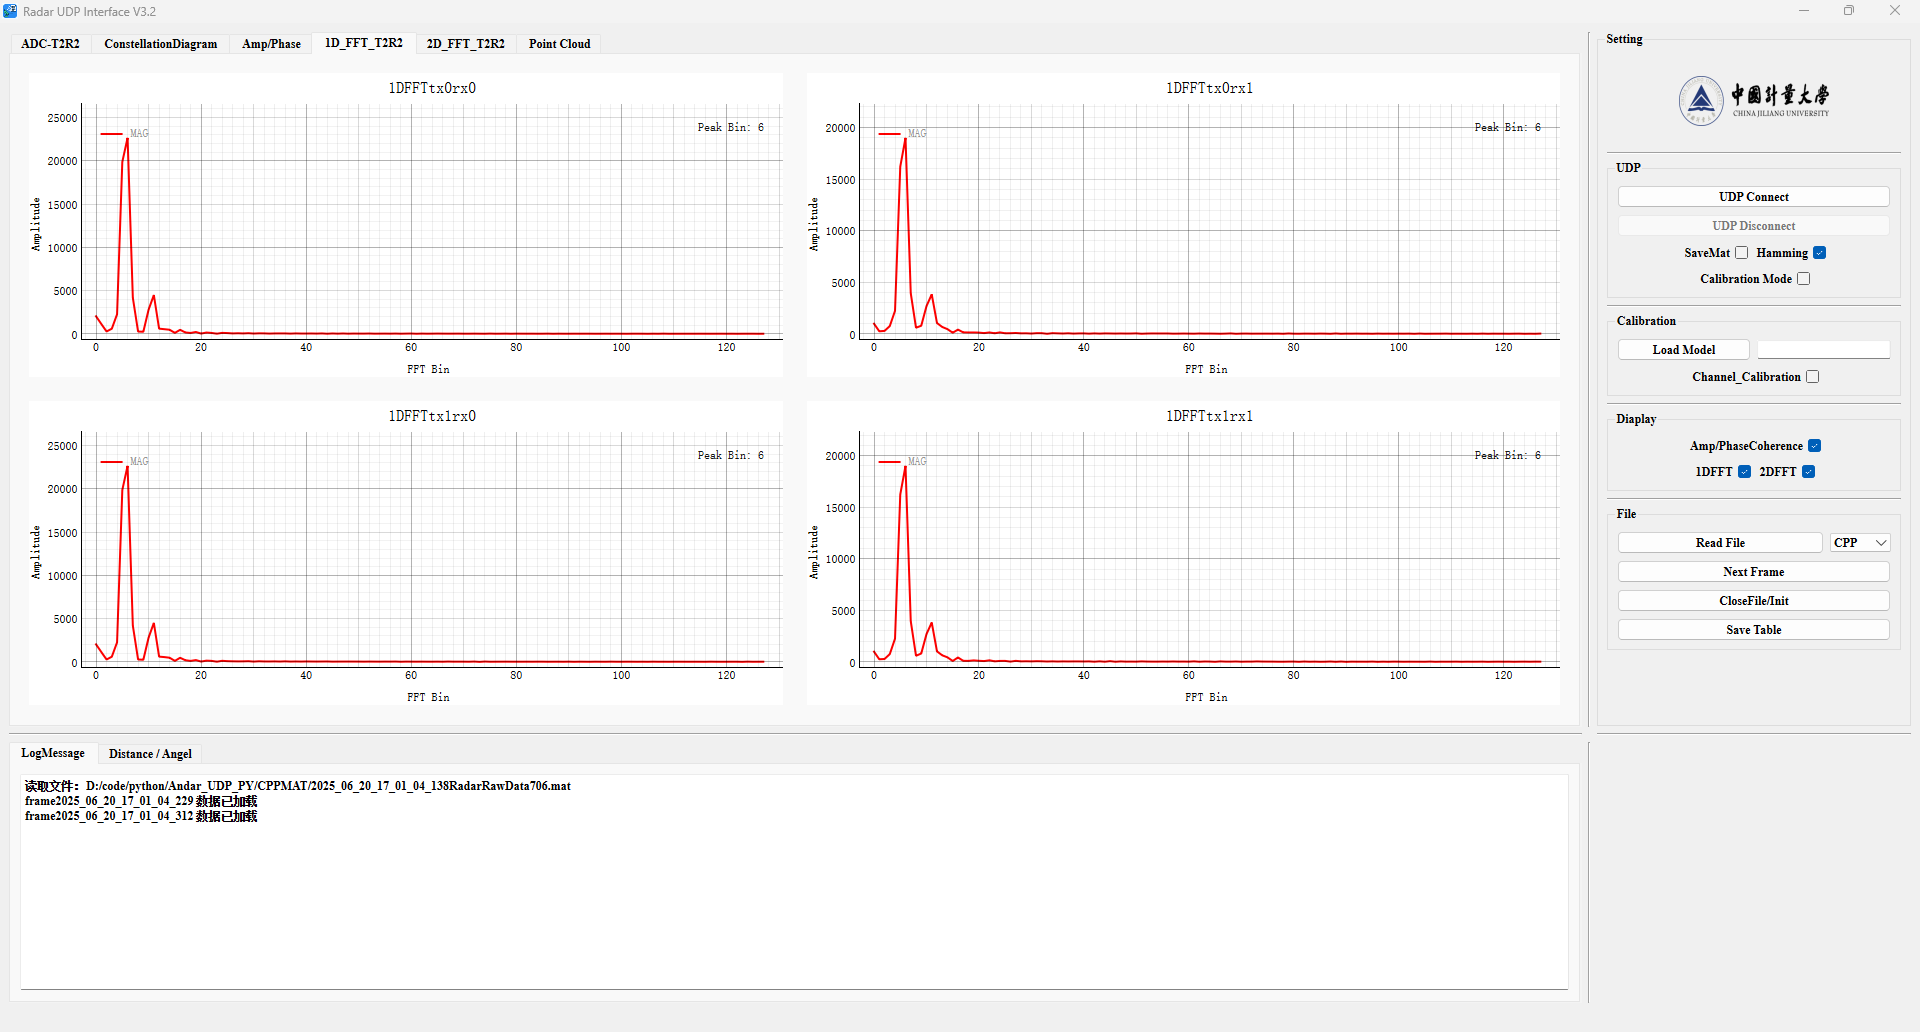 Radar UDP Interface V3.2
ADC-T2R2 ConstellationDiagram Amp/Phase 1D_FFT_T2R2 2D_FFT_T2R2 Point Cloud
1DFFTtx0rx0
MAG
Peak Bin: 6
25000
20000
15000
10000
5000
0
Amplitude
0 20 40 60 80 100 120
FFT Bin
1DFFTtx0rx1
MAG
Peak Bin: 6
20000
15000
10000
5000
0
Amplitude
0 20 40 60 80 100 120
FFT Bin
1DFFTtx1rx0
MAG
Peak Bin: 6
25000
20000
15000
10000
5000
0
Amplitude
0 20 40 60 80 100 120
FFT Bin
1DFFTtx1rx1
MAG
Peak Bin: 6
20000
15000
10000
5000
0
Amplitude
0 20 40 60 80 100 120
FFT Bin
LogMessage Distance / Angel
读取文件：D:/code/python/Andar_UDP_PY/CPPMAT/2025_06_20_17_01_04_138RadarRawData706.mat
frame2025_06_20_17_01_04_229 数据已加载
frame2025_06_20_17_01_04_312 数据已加载
Setting
中国計量大学
CHINA JILIANG UNIVERSITY
UDP
UDP Connect
UDP Disconnect
SaveMat Hamming
Calibration Mode
Calibration
Load Model
Channel_Calibration
Diaplay
Amp/PhaseCoherence
1DFFT 2DFFT
File
Read File CPP
Next Frame
CloseFile/Init
Save Table